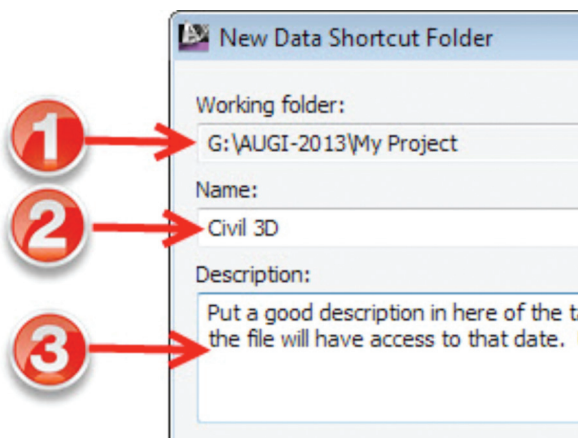 New Data Shortcut Folder
Working folder:
1
G:\AUGI-2013\My Project
Name:
2
Civil 3D
Description:
Put a good description in here of the
3
the file will have access to that date.